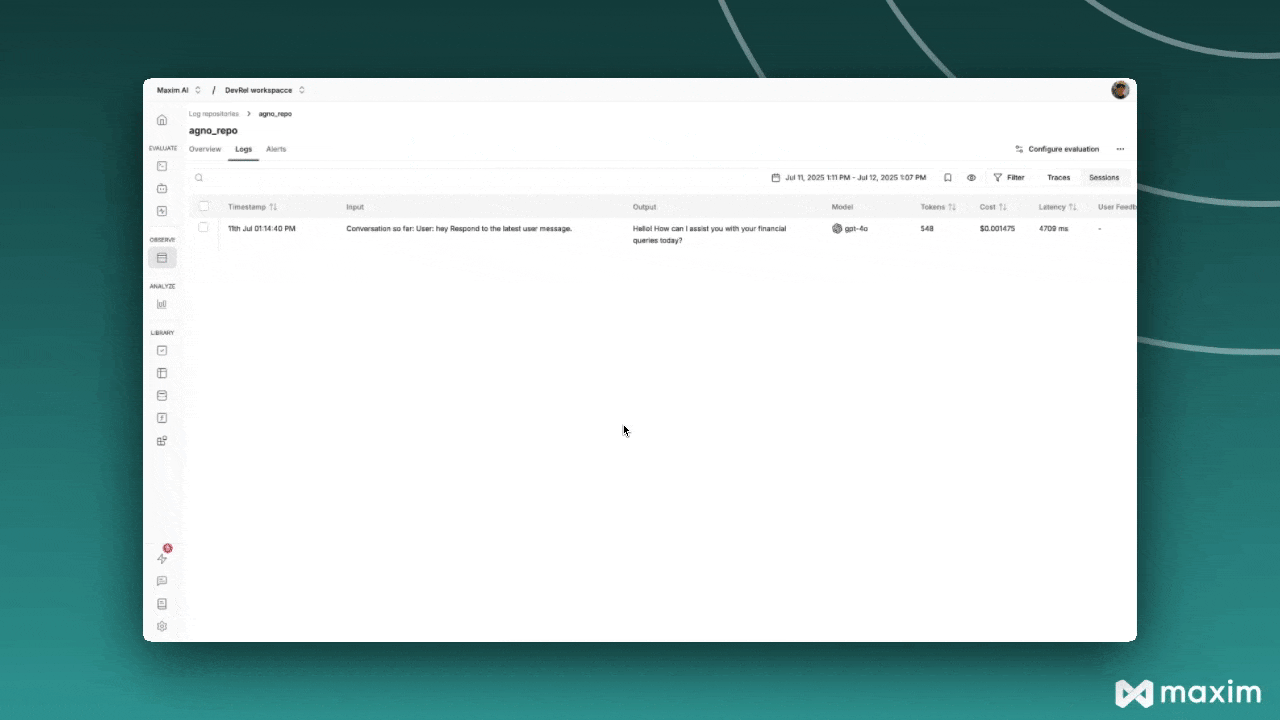 Maxim AI / DevRel workspacce
Log repositories > agno_repo
agno_repo
Overview Logs Alerts
Configure evaluation
Jul 11, 2025 1:11 PM - Jul 12, 2025 1:07 PM
Filter
Traces Sessions
Timestamp Input Output Model Tokens Cost Latency User Feedb
11th Jul 01:14:40 PM Conversation so far: User: hey Respond to the latest user message. Hello! How can I assist you with your financial gpt-4o 548 $0.001475 4709 ms -
queries today?
EVALUATE
OBSERVE
ANALYZE
LIBRARY
maxim